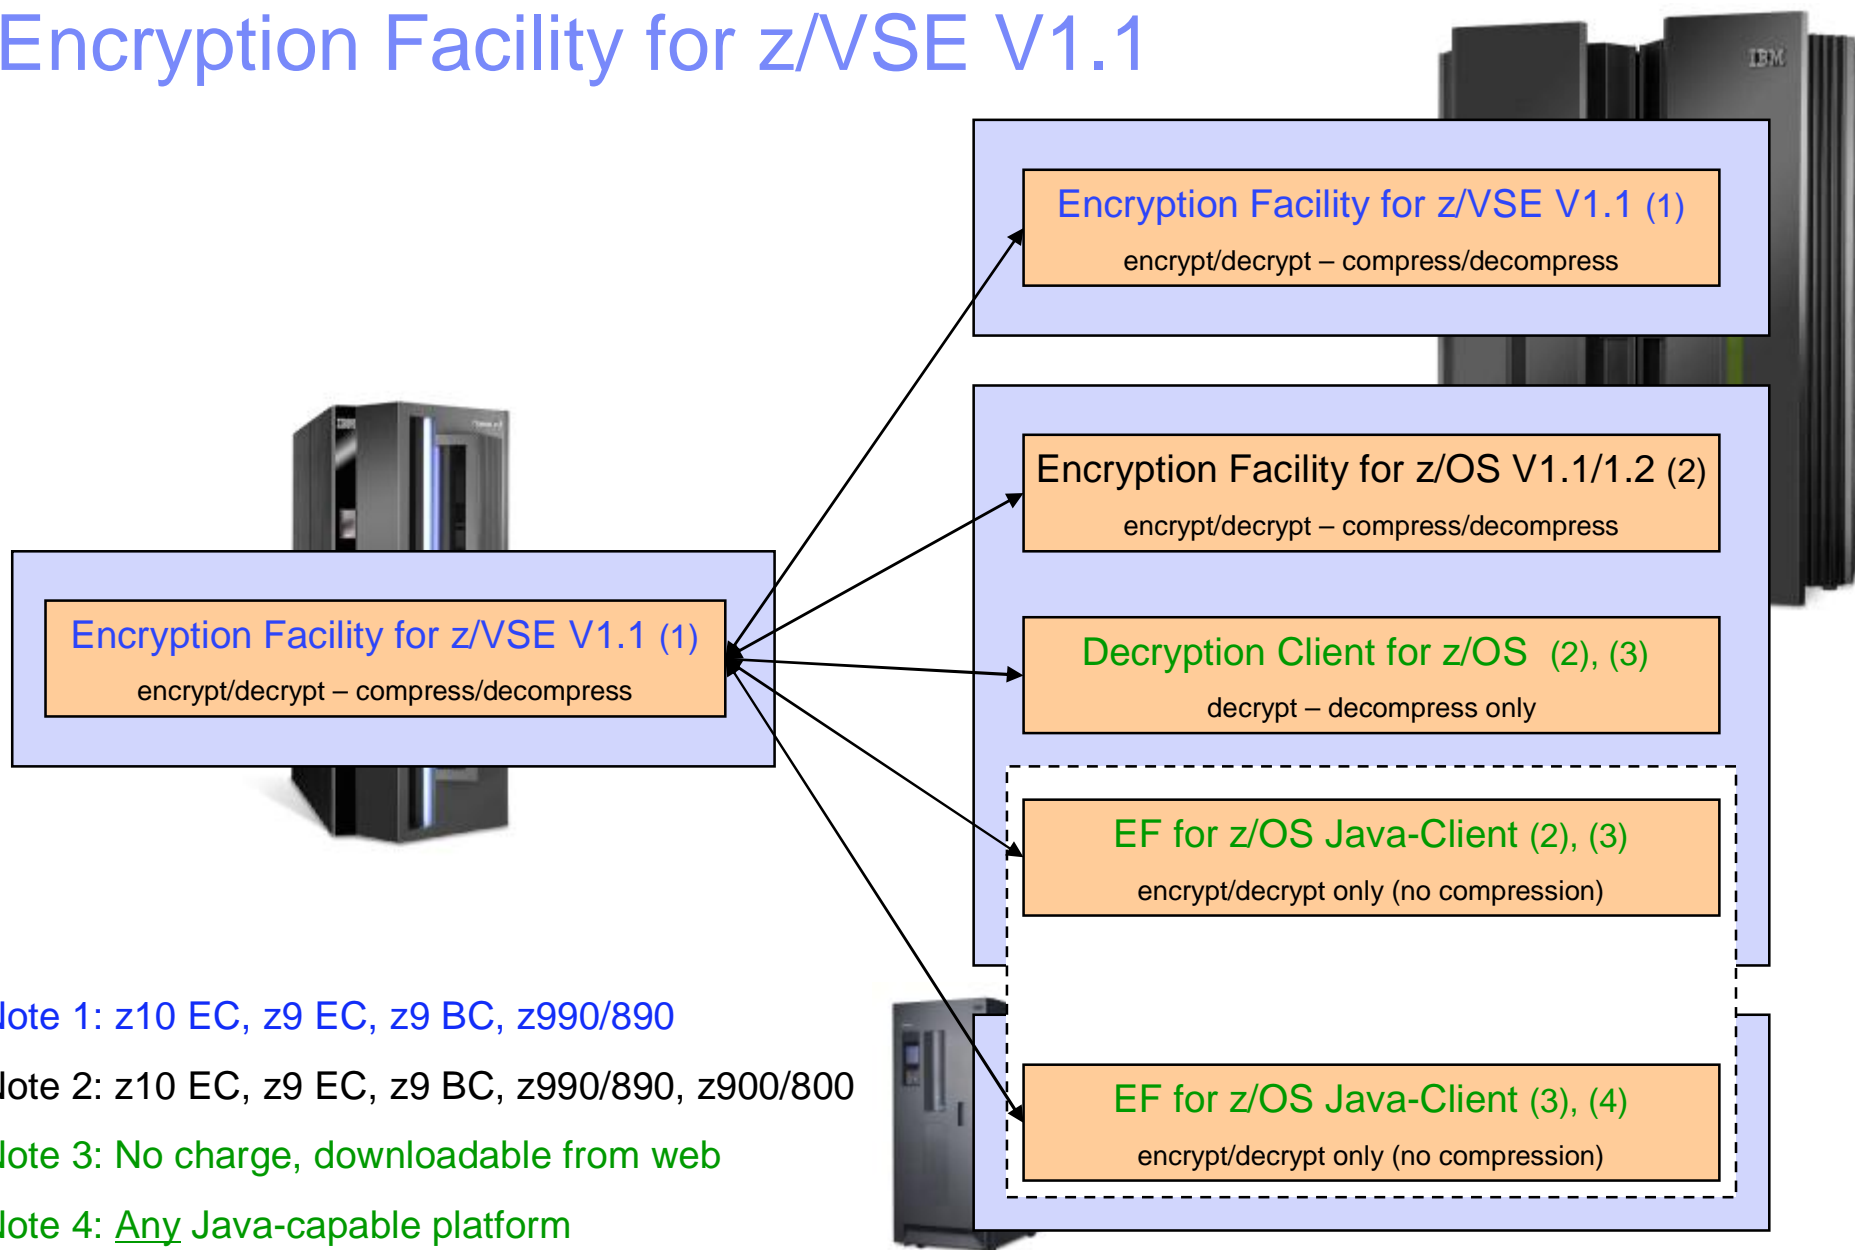 Encryption Facility for z/VSE V1.1
IBM
Encryption Facility for z/VSE V1.1 (1)
encrypt/decrypt – compress/decompress
Encryption Facility for z/OS V1.1/1.2 (2)
encrypt/decrypt – compress/decompress
Encryption Facility for z/VSE V1.1 (1)
encrypt/decrypt – compress/decompress
Decryption Client for z/OS (2), (3)
decrypt – decompress only
EF for z/OS Java-Client (2), (3)
encrypt/decrypt only (no compression)
EF for z/OS Java-Client (3), (4)
encrypt/decrypt only (no compression)
Note 1: z10 EC, z9 EC, z9 BC, z990/890
Note 2: z10 EC, z9 EC, z9 BC, z990/890, z900/800
Note 3: No charge, downloadable from web
Note 4: Any Java-capable platform